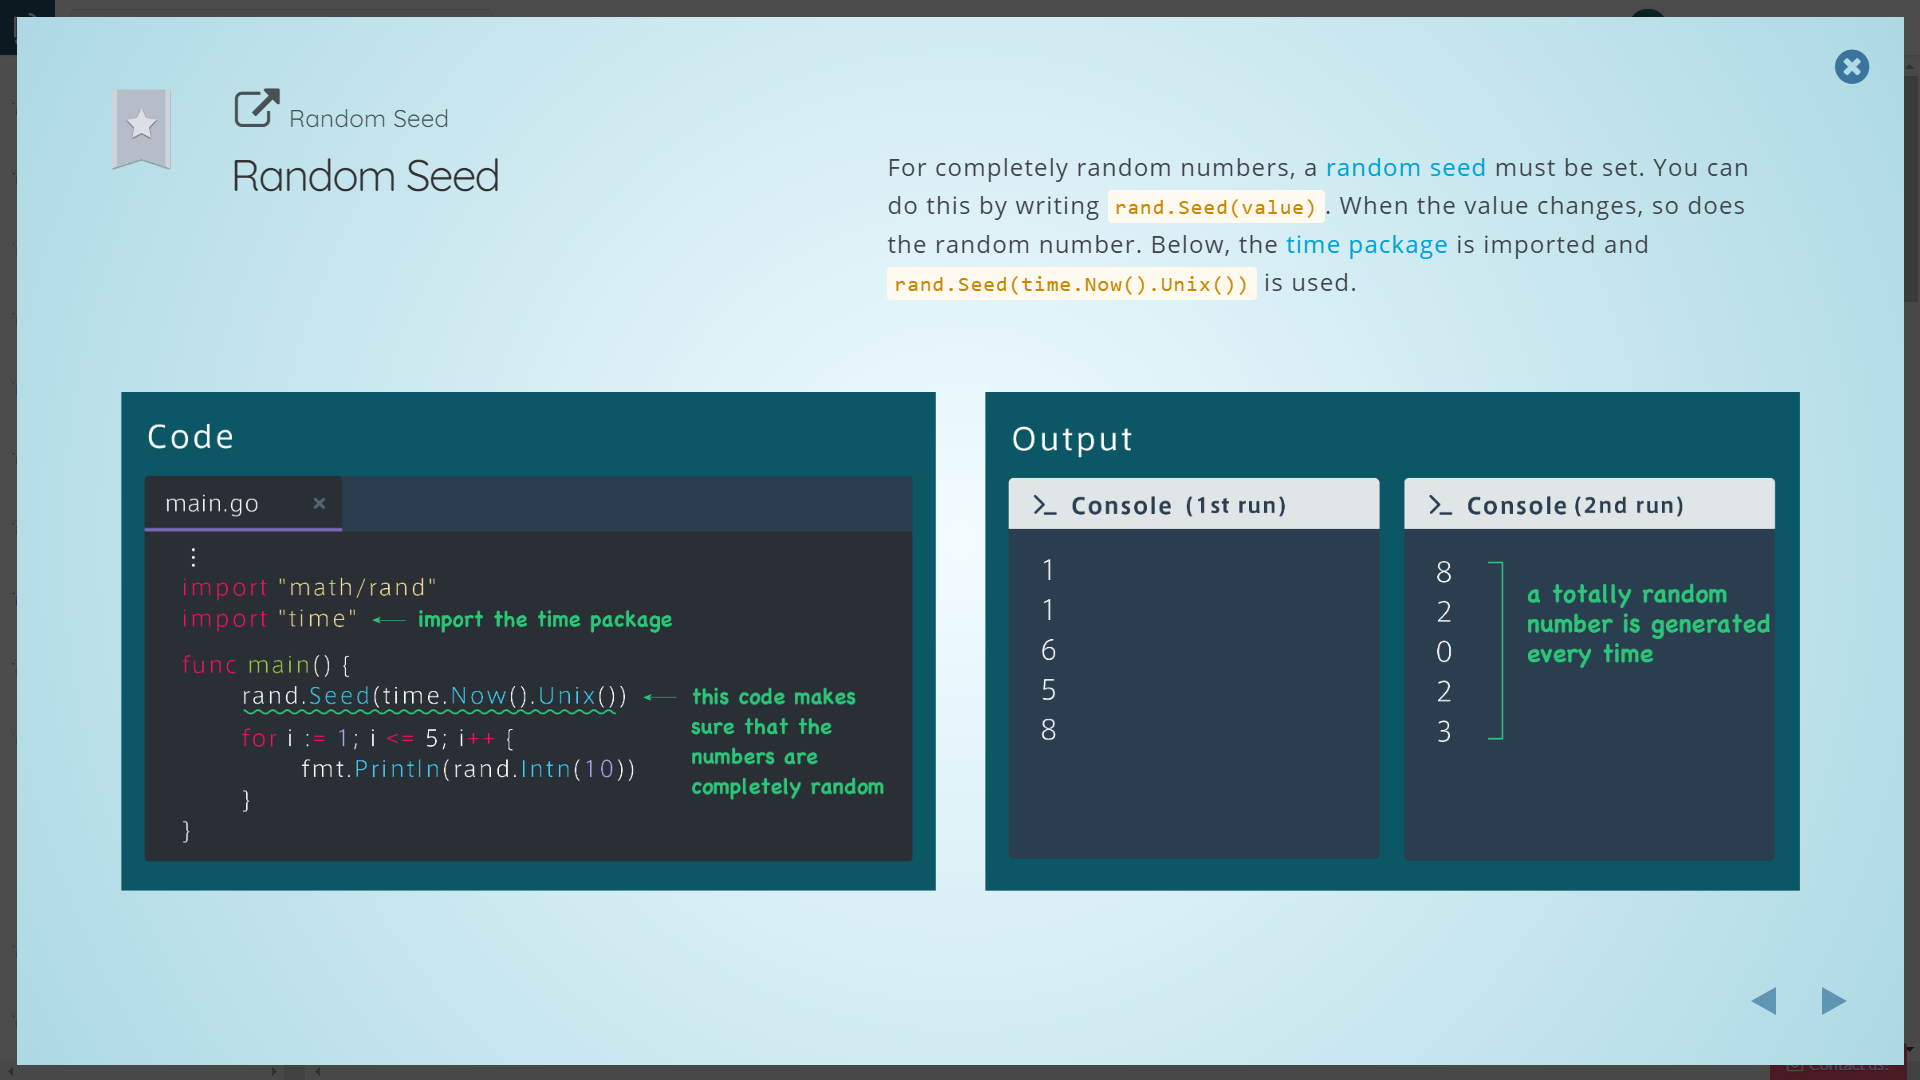 Random Seed
Random Seed
For completely random numbers, a random seed must be set. You can
do this by writing rand.Seed(value). When the value changes, so does
the random number. Below, the time package is imported and
rand.Seed(time.Now().Unix()) is used.
Code
main.go ×
⋮
import "math/rand"
import "time" ← import the time package
func main() {
rand.Seed(time.Now().Unix()) ← this code makes
sure that the
for i := 1; i <= 5; i++ {
numbers are
fmt.Println(rand.Intn(10))
completely random
}
}
Output
>_ Console (1st run)
1
1
6
5
8
>_ Console (2nd run)
8
2
0
2
3
a totally random
number is generated
every time
Contact us!